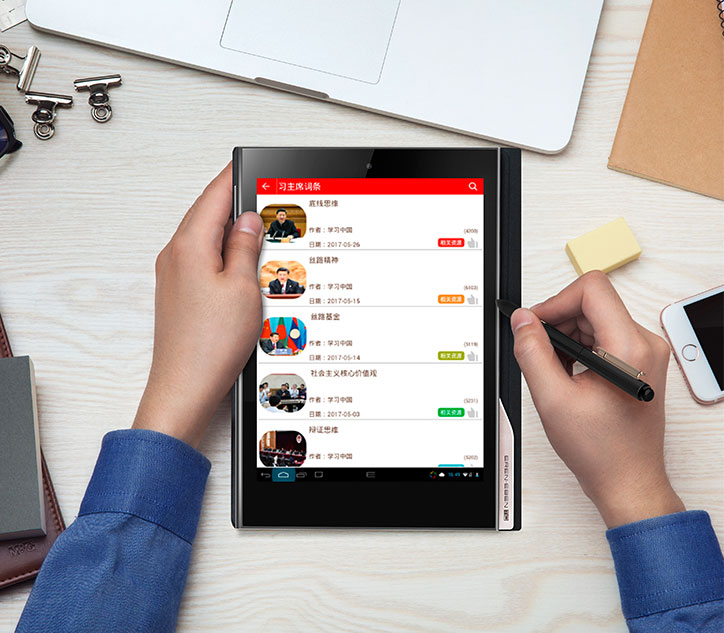 习主席词条
底线思维
作者：学习中国
(4208)
日期：2017-05-26
相关资源
丝路精神
作者：学习中国
(6102)
日期：2017-05-15
相关资源
丝路基金
作者：学习中国
(5119)
日期：2017-05-14
相关资源
社会主义核心价值观
作者：学习中国
(5231)
日期：2017-05-03
相关资源
辩证思维
作者：学习中国
(5202)
16:49